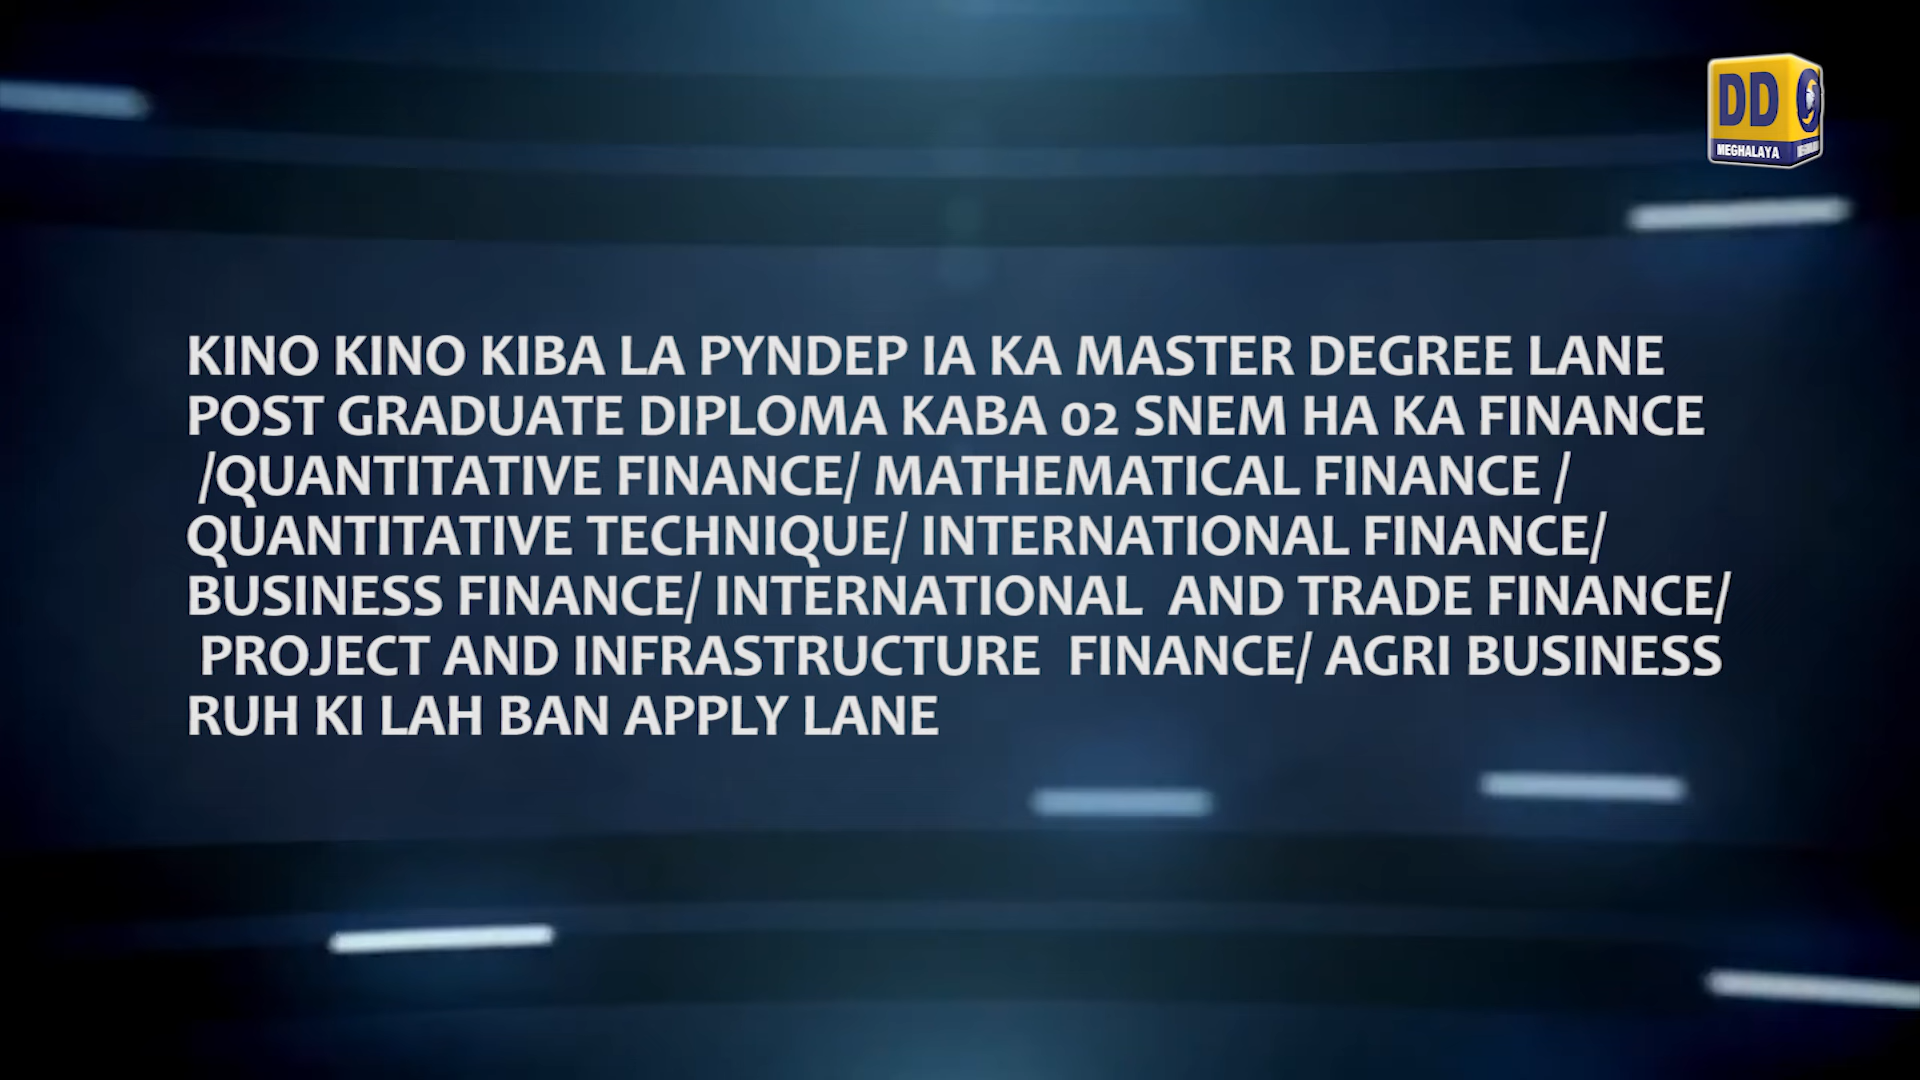 DD
MEGHALAYA
KINO KINO KIBA LA PYNDEP IA KA MASTER DEGREE LANE
POST GRADUATE DIPLOMA KABA 02 SNEM HA KA FINANCE
/QUANTITATIVE FINANCE/ MATHEMATICAL FINANCE /
QUANTITATIVE TECHNIQUE/ INTERNATIONAL FINANCE/
BUSINESS FINANCE/ INTERNATIONAL AND TRADE FINANCE/
PROJECT AND INFRASTRUCTURE FINANCE/ AGRI BUSINESS
RUH KI LAH BAN APPLY LANE